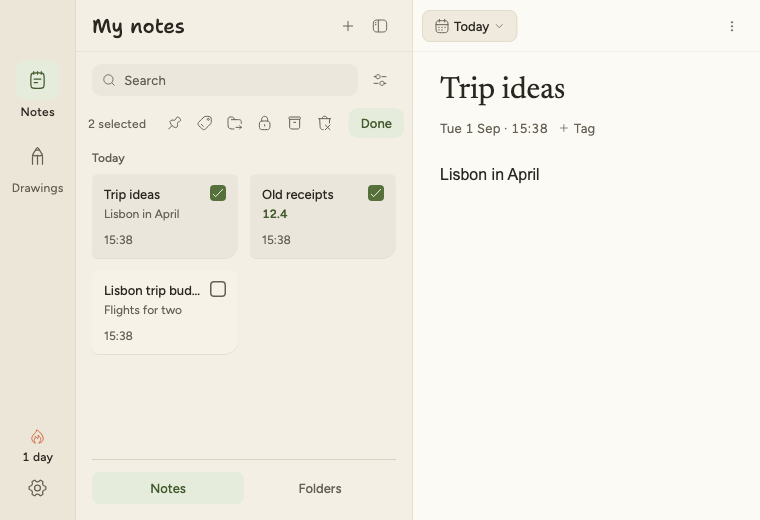 My notes
Today
Notes
Drawings
1 day
Search
2 selected
Done
Today
Trip ideas
Lisbon in April
15:38
Old receipts
12.4
15:38
Lisbon trip bud...
Flights for two
15:38
Notes
Folders
Trip ideas
Tue 1 Sep · 15:38 + Tag
Lisbon in April